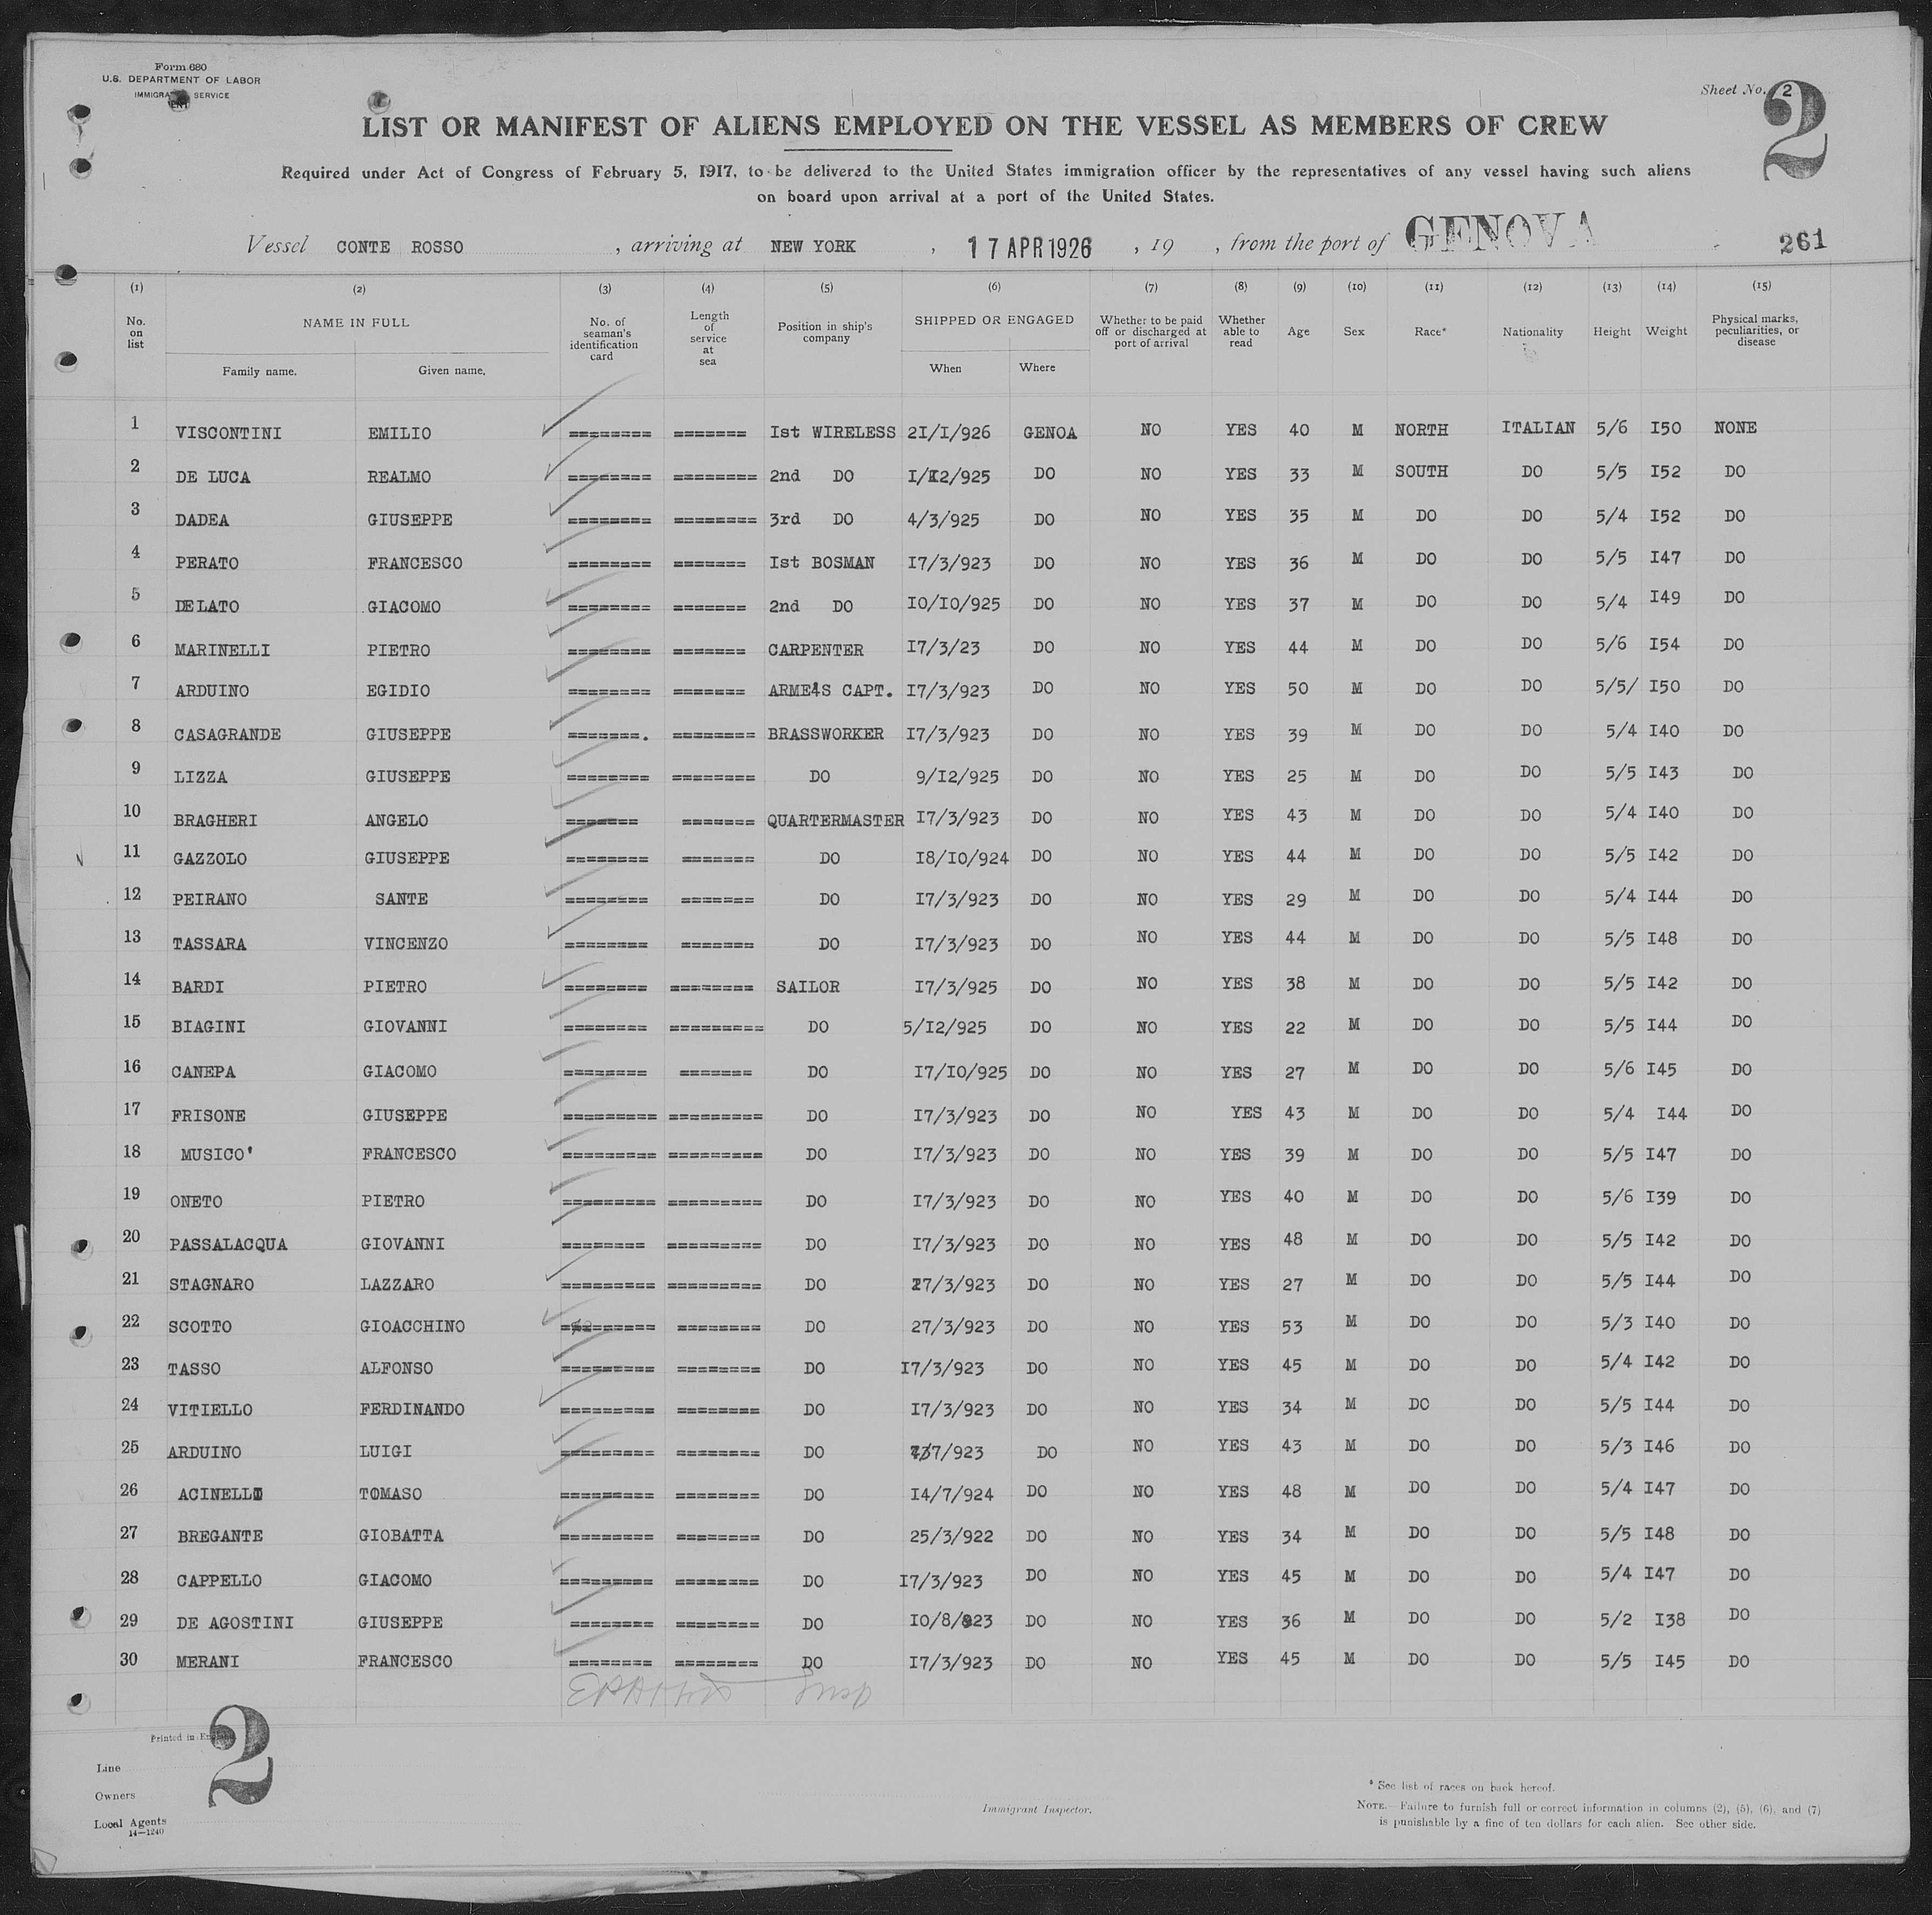 Form 680
U.S. DEPARTMENT OF LABOR
SERVICE
Sheet No. 2
2
LIST OR MANIFEST OF ALIENS EMPLOYED ON THE VESSEL AS MEMBERS OF CREW
Required under Act of Congress of February 5, 1917, to be delivered to the United States immigration officer by the representatives of any vessel having such aliens
on board upon arrival at a port of the United States.
Vessel CONTE ROSSO , arriving at NEW YORK , 17 APR 1926 , 19 , from the port of GENOVA 261
(1) (2) (3) (4) (5) (6) (7) (8) (9) (10) (11) (12) (13) (14) (15)
No. on list NAME IN FULL Family name. Given name. No. of seaman's identification card Length of service at sea Position in ship's company SHIPPED OR ENGAGED When Where Whether to be paid off or discharged at port of arrival Whether able to read Age Sex Race* Nationality Height Weight Physical marks, peculiarities, or disease
1 VISCONTINI EMILIO ======== ======= Ist WIRELESS 2I/I/926 GENOA NO YES 40 M NORTH ITALIAN 5/6 I50 NONE
2 DE LUCA REALMO ======== ======== 2nd DO I/I2/925 DO NO YES 33 M SOUTH DO 5/5 I52 DO
3 DADEA GIUSEPPE ======== ======== 3rd DO 4/3/925 DO NO YES 35 M DO DO 5/4 I52 DO
4 PERATO FRANCESCO ======== ======= Ist BOSMAN I7/3/923 DO NO YES 36 M DO DO 5/5 I47 DO
5 DELATO GIACOMO ======== ======= 2nd DO IO/IO/925 DO NO YES 37 M DO DO 5/4 I49 DO
6 MARINELLI PIETRO ======== ======= CARPENTER I7/3/23 DO NO YES 44 M DO DO 5/6 I54 DO
7 ARDUINO EGIDIO ======== ======= CAPT. I7/3/923 DO NO YES 50 M DO DO 5/5/ I50 DO
8 CASAGRANDE GIUSEPPE =======. ======== BRASSWORKER I7/3/923 DO NO YES 39 M DO DO 5/4 I40 DO
9 LIZZA GIUSEPPE ======== ======== DO 9/I2/925 DO NO YES 25 M DO DO 5/5 I43 DO
10 BRAGHERI ANGELO ======= ======= QUARTERMASTER I7/3/923 DO NO YES 43 M DO DO 5/4 I40 DO
11 GAZZOLO GIUSEPPE ======== ======= DO I8/IO/924 DO NO YES 44 M DO DO 5/5 I42 DO
12 PEIRANO SANTE ======== ======= DO I7/3/923 DO NO YES 29 M DO DO 5/4 I44 DO
13 TASSARA VINCENZO ======== ======= DO I7/3/923 DO NO YES 44 M DO DO 5/5 I48 DO
14 BARDI PIETRO ======== ======== SAILOR I7/3/925 DO NO YES 38 M DO DO 5/5 I42 DO
15 BIAGINI GIOVANNI ======== ========= DO 5/I2/925 DO NO YES 22 M DO DO 5/5 I44 DO
16 CANEPA GIACOMO ======== ======= DO I7/IO/925 DO NO YES 27 M DO DO 5/6 I45 DO
17 FRISONE GIUSEPPE ========= ========= DO I7/3/923 DO NO YES 43 M DO DO 5/4 I44 DO
18 MUSICO' FRANCESCO ========= ========= DO I7/3/923 DO NO YES 39 M DO DO 5/5 I47 DO
19 ONETO PIETRO ========= ========= DO I7/3/923 DO NO YES 40 M DO DO 5/6 I39 DO
20 PASSALACQUA GIOVANNI ======== ========= DO I7/3/923 DO NO YES 48 M DO DO 5/5 I42 DO
21 STAGNARO LAZZARO ========= ========= DO 27/3/923 DO NO YES 27 M DO DO 5/5 I44 DO
22 SCOTTO GIOACCHINO ========= ======== DO 27/3/923 DO NO YES 53 M DO DO 5/3 I40 DO
23 TASSO ALFONSO ========= ======== DO I7/3/923 DO NO YES 45 M DO DO 5/4 I42 DO
24 VITIELLO FERDINANDO ========= ======== DO I7/3/923 DO NO YES 34 M DO DO 5/5 I44 DO
25 ARDUINO LUIGI ========= ======== DO DO NO YES 43 M DO DO 5/3 I46 DO
26 ACINELLI TOMASO ========= ======== DO I4/7/924 DO NO YES 48 M DO DO 5/4 I47 DO
27 BREGANTE GIOBATTA ========= ======== DO 25/3/922 DO NO YES 34 M DO DO 5/5 I48 DO
28 CAPPELLO GIACOMO ========= ======== DO I7/3/923 DO NO YES 45 M DO DO 5/4 I47 DO
29 DE AGOSTINI GIUSEPPE ======== ======== DO IO/8/923 DO NO YES 36 M DO DO 5/2 I38 DO
30 MERANI FRANCESCO ======== ======== DO I7/3/923 DO NO YES 45 M DO DO 5/5 I45 DO
2
Printed in England
Line
Owners
Local Agents
14—1240
Immigrant Inspector.
* See list of races on back hereof.
NOTE.—Failure to furnish full or correct information in columns (2), (5), (6), and (7)
is punishable by a fine of ten dollars for each alien. See other side.